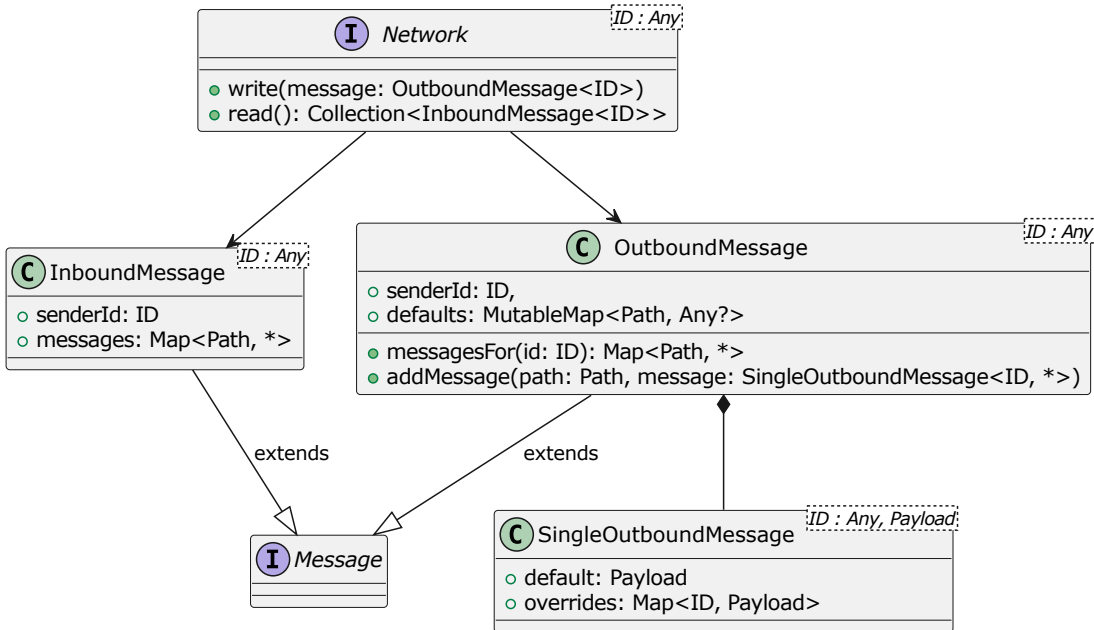 ID : Any
I Network
write(message: OutboundMessage<ID>)
read(): Collection<InboundMessage<ID>>
ID : Any
C InboundMessage
senderId: ID
messages: Map<Path, *>
ID : Any
C OutboundMessage
senderId: ID,
defaults: MutableMap<Path, Any?>
messagesFor(id: ID): Map<Path, *>
addMessage(path: Path, message: SingleOutboundMessage<ID, *>)
extends
extends
I Message
ID : Any, Payload
C SingleOutboundMessage
default: Payload
overrides: Map<ID, Payload>